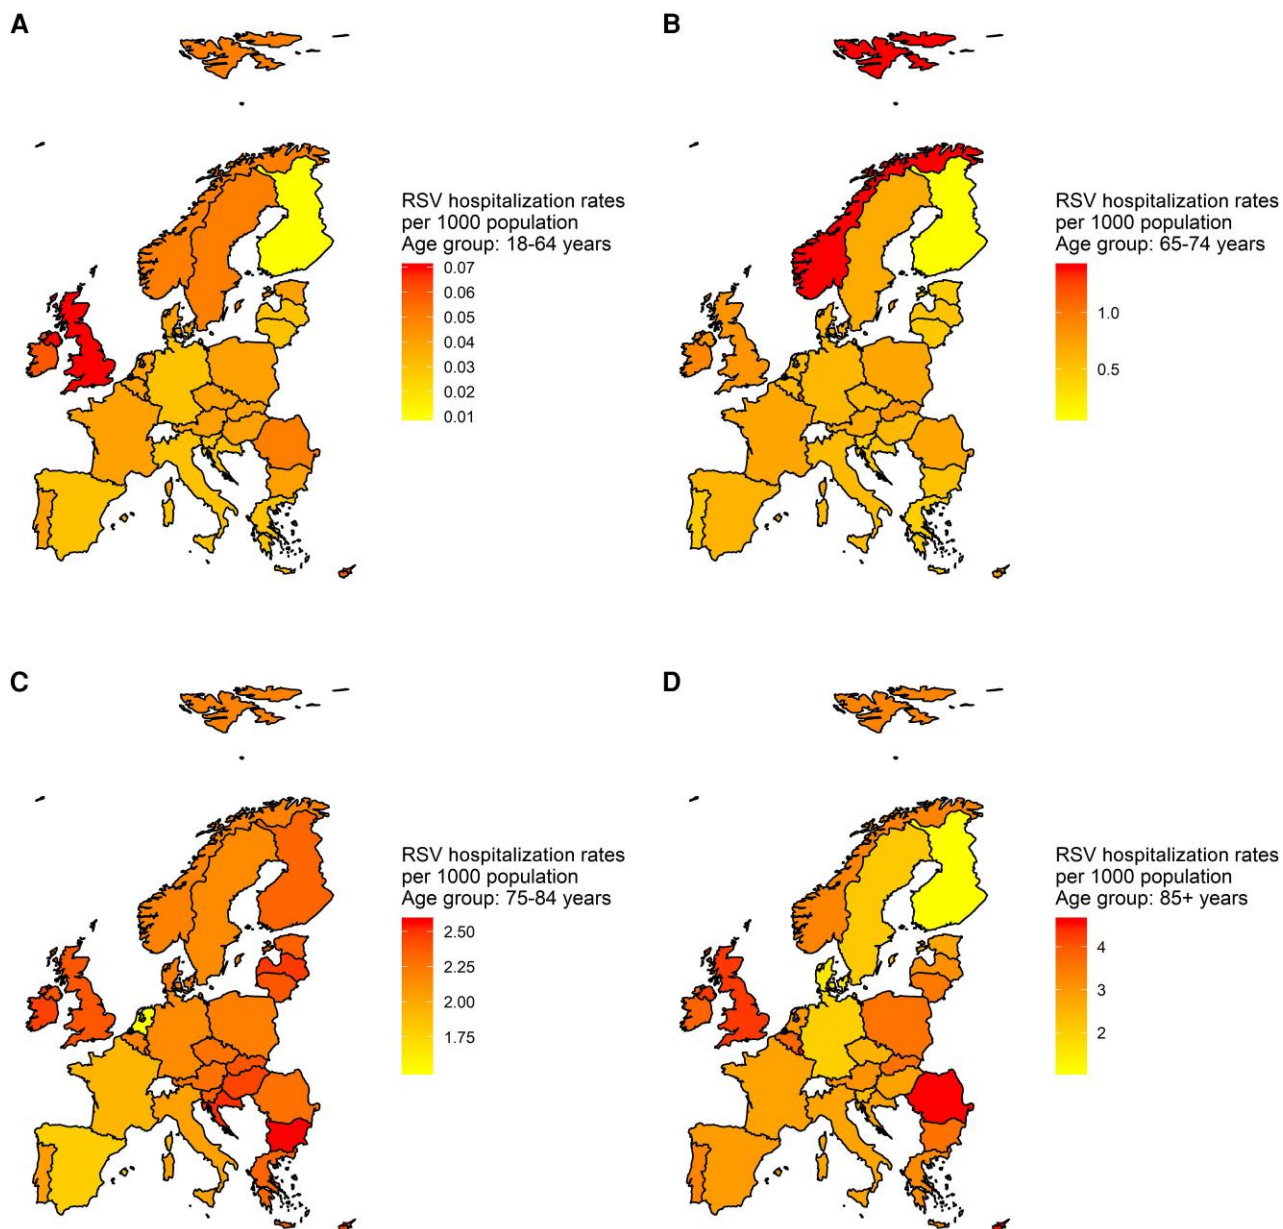 A
RSV hospitalization rates
per 1000 population
Age group: 18-64 years
0.07
0.06
0.05
0.04
0.03
0.02
0.01
B
RSV hospitalization rates
per 1000 population
Age group: 65-74 years
1.0
0.5
C
RSV hospitalization rates
per 1000 population
Age group: 75-84 years
2.50
2.25
2.00
1.75
D
RSV hospitalization rates
per 1000 population
Age group: 85+ years
4
3
2